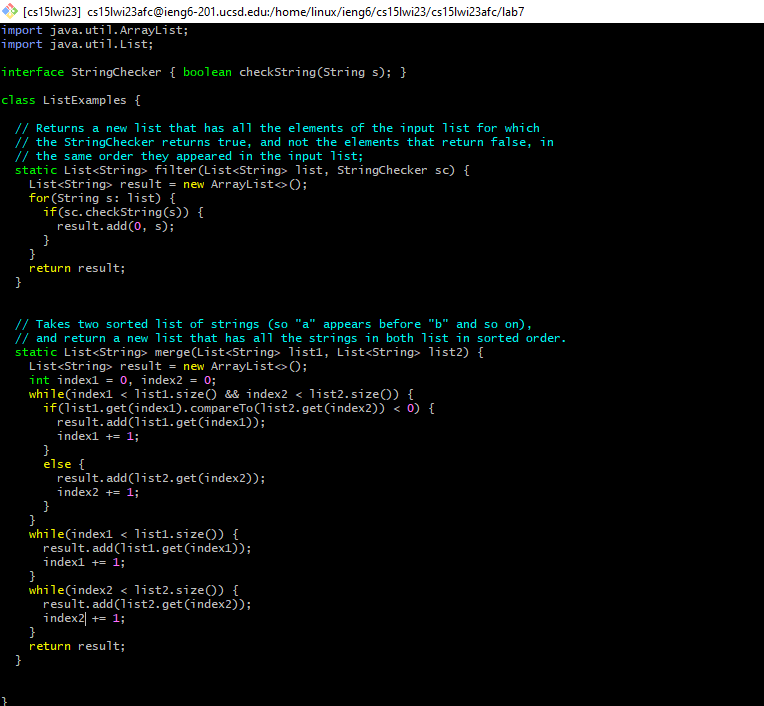 [cs15lwi23] cs15lwi23afc@ieng6-201.ucsd.edu:/home/linux/ieng6/cs15lwi23/cs15lwi23afc/lab7
import java.util.ArrayList;
import java.util.List;

interface StringChecker { boolean checkString(String s); }

class ListExamples {

  // Returns a new list that has all the elements of the input list for which
  // the StringChecker returns true, and not the elements that return false, in
  // the same order they appeared in the input list;
  static List<String> filter(List<String> list, StringChecker sc) {
    List<String> result = new ArrayList<>();
    for(String s: list) {
      if(sc.checkString(s)) {
        result.add(0, s);
      }
    }
    return result;
  }


  // Takes two sorted list of strings (so "a" appears before "b" and so on),
  // and return a new list that has all the strings in both list in sorted order.
  static List<String> merge(List<String> list1, List<String> list2) {
    List<String> result = new ArrayList<>();
    int index1 = 0, index2 = 0;
    while(index1 < list1.size() && index2 < list2.size()) {
      if(list1.get(index1).compareTo(list2.get(index2)) < 0) {
        result.add(list1.get(index1));
        index1 += 1;
      }
      else {
        result.add(list2.get(index2));
        index2 += 1;
      }
    }
    while(index1 < list1.size()) {
      result.add(list1.get(index1));
      index1 += 1;
    }
    while(index2 < list2.size()) {
      result.add(list2.get(index2));
      index2 += 1;
    }
    return result;
  }


}